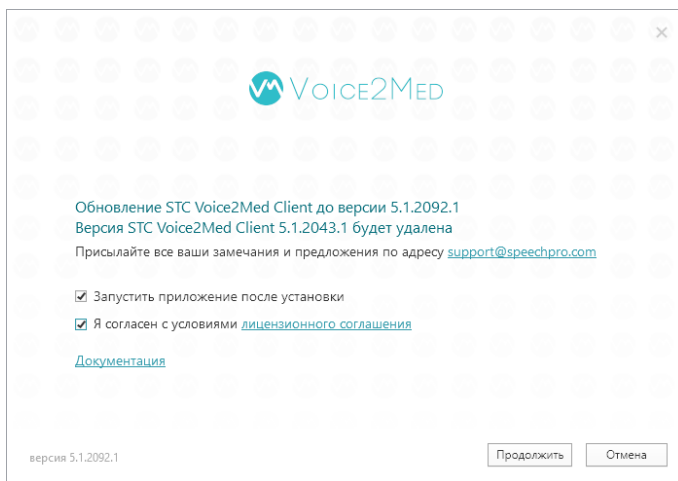 VOICE2MED
Обновление STC Voice2Med Client до версии 5.1.2092.1
Версия STC Voice2Med Client 5.1.2043.1 будет удалена
Присылайте все ваши замечания и предложения по адресу support@speechpro.com
Запустить приложение после установки
Я согласен с условиями лицензионного соглашения
Документация
версия 5.1.2092.1
Продолжить
Отмена